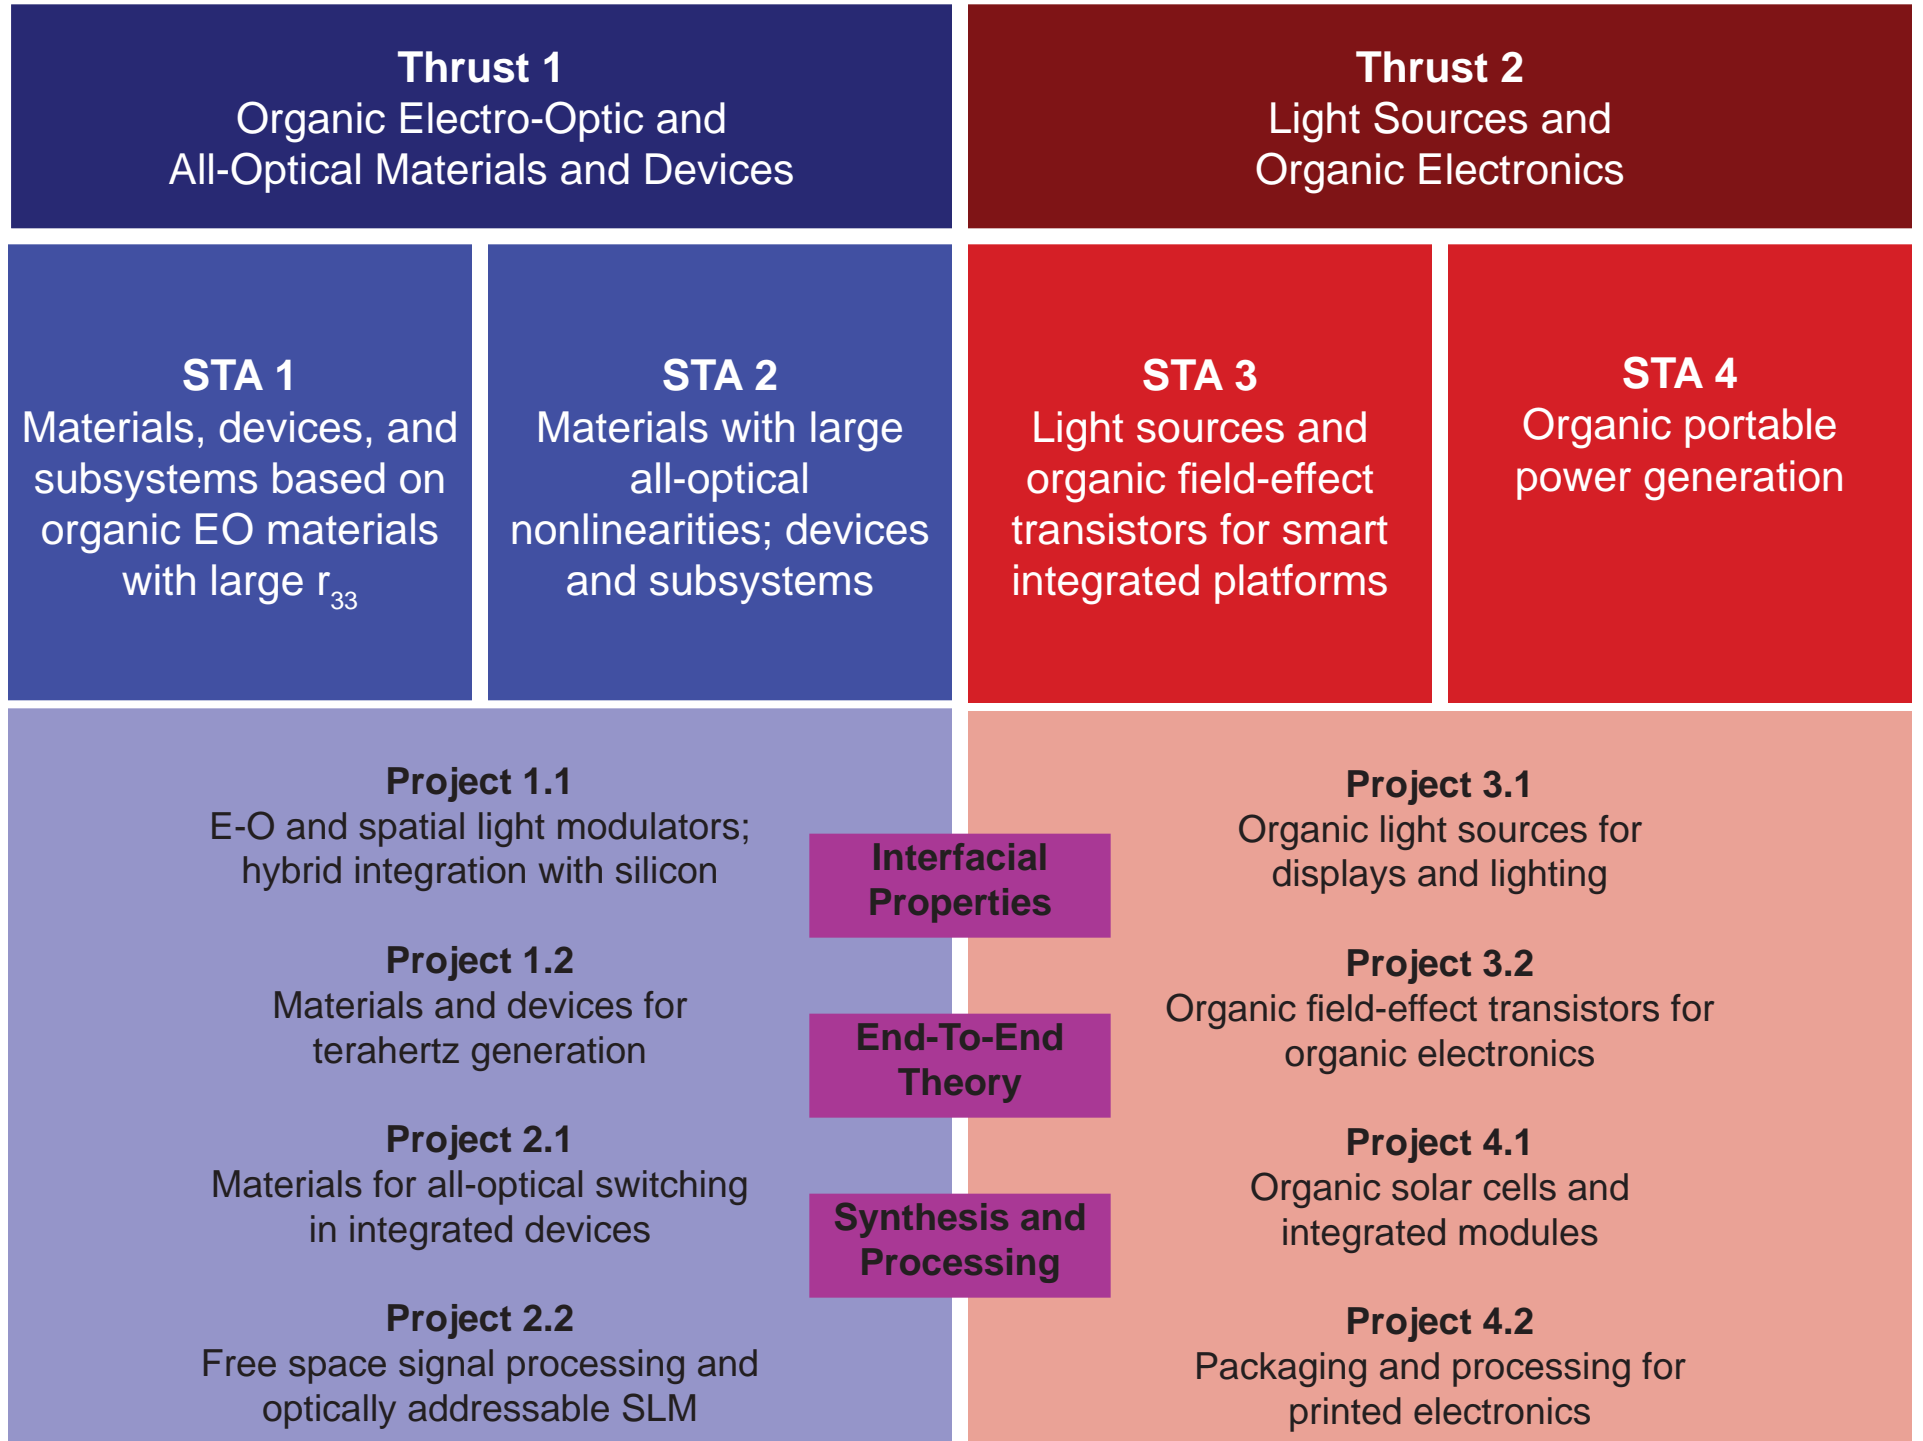 Thrust 1
Organic Electro-Optic and
All-Optical Materials and Devices
Thrust 2
Light Sources and
Organic Electronics
STA 1
Materials, devices, and
subsystems based on
organic EO materials
with large r33
STA 2
Materials with large
all-optical
nonlinearities; devices
and subsystems
STA 3
Light sources and
organic field-effect
transistors for smart
integrated platforms
STA 4
Organic portable
power generation
Project 1.1
E-O and spatial light modulators;
hybrid integration with silicon
Project 1.2
Materials and devices for
terahertz generation
Project 2.1
Materials for all-optical switching
in integrated devices
Project 2.2
Free space signal processing and
optically addressable SLM
Interfacial
Properties
End-To-End
Theory
Synthesis and
Processing
Project 3.1
Organic light sources for
displays and lighting
Project 3.2
Organic field-effect transistors for
organic electronics
Project 4.1
Organic solar cells and
integrated modules
Project 4.2
Packaging and processing for
printed electronics